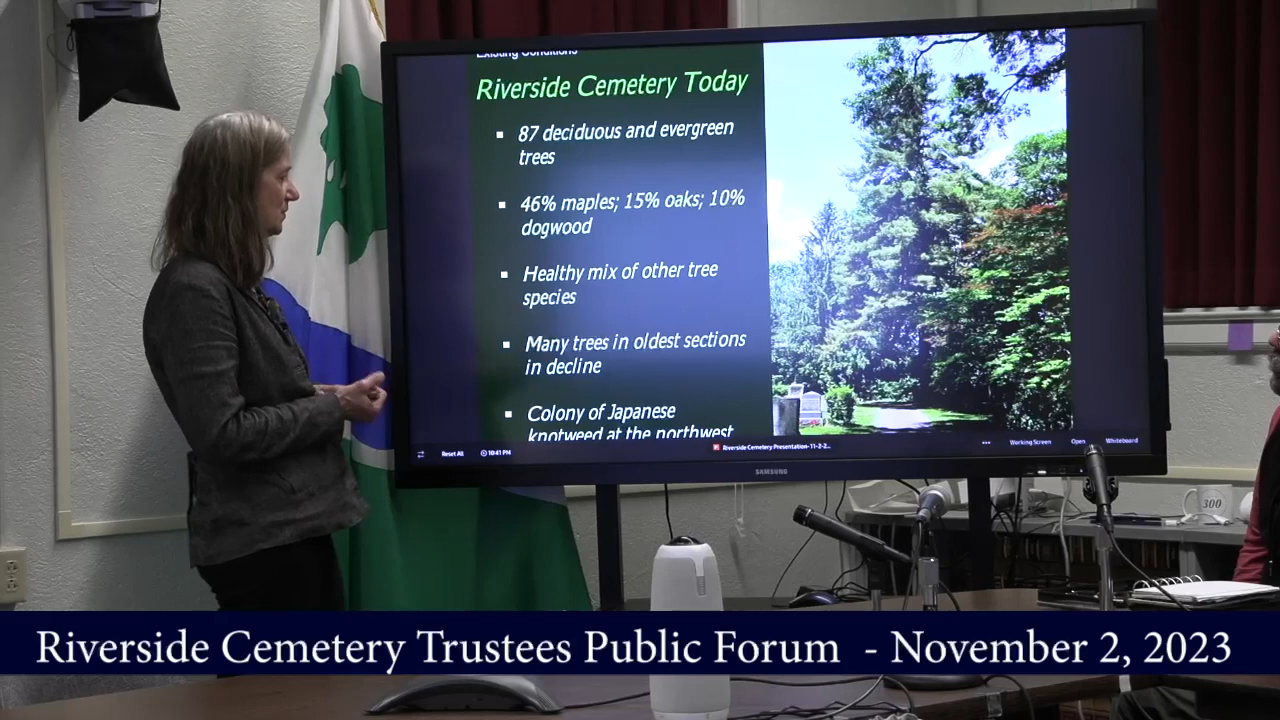 Existing Conditions
Riverside Cemetery Today
▪ 87 deciduous and evergreen
trees
▪ 46% maples; 15% oaks; 10%
dogwood
▪ Healthy mix of other tree
species
▪ Many trees in oldest sections
in decline
▪ Colony of Japanese
knotweed at the northwest
Reset All 10:41 PM Riverside Cemetery Presentation-11-2-2... ... Working Screen Open Whiteboard
SAMSUNG
300
Riverside Cemetery Trustees Public Forum - November 2, 2023